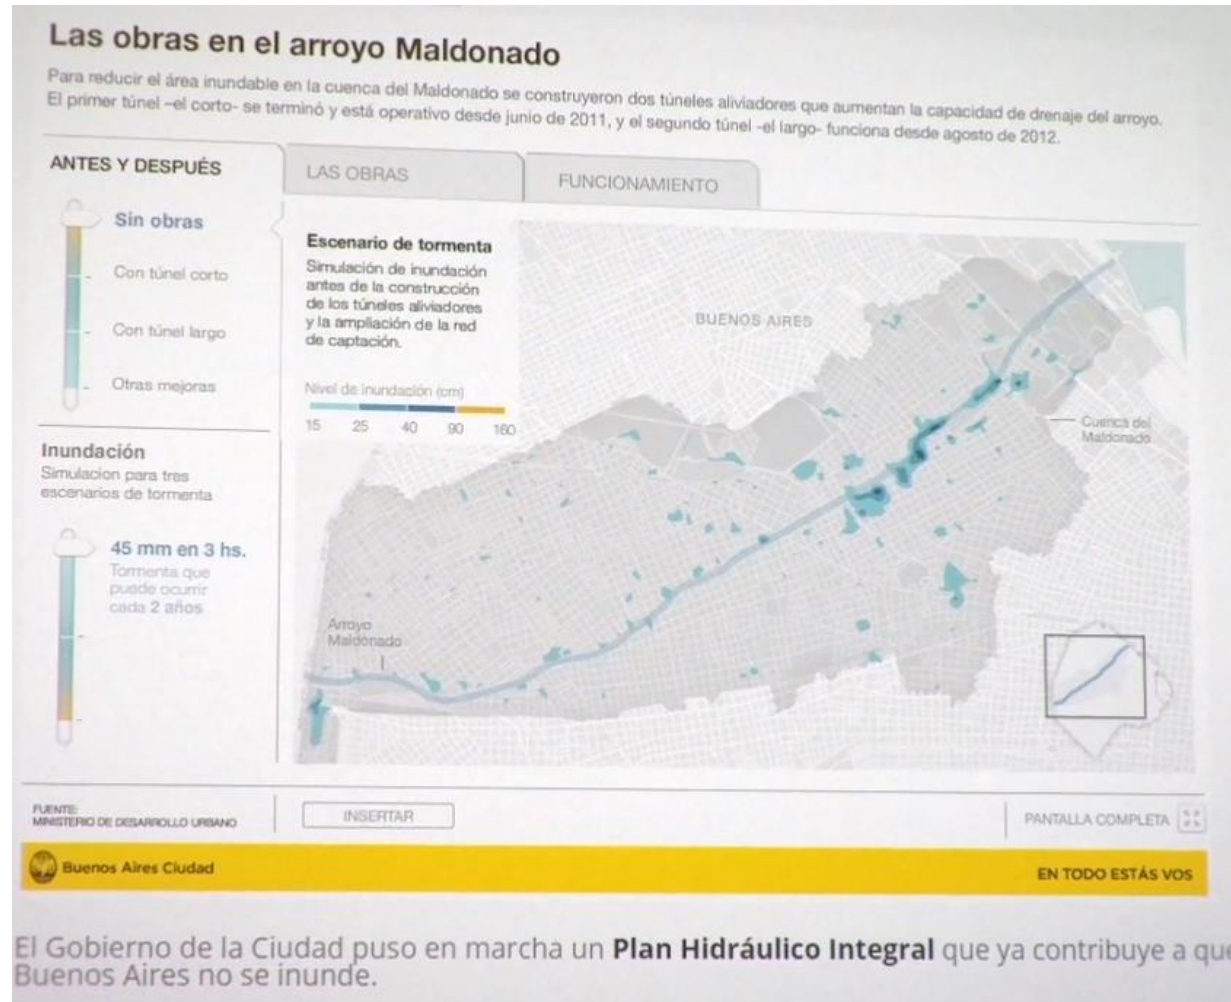 Las obras en el arroyo Maldonado
Para reducir el área inundable en la cuenca del Maldonado se construyeron dos túneles aliviadores que aumentan la capacidad de drenaje del arroyo.
El primer túnel –el corto- se terminó y está operativo desde junio de 2011, y el segundo túnel -el largo- funciona desde agosto de 2012.
ANTES Y DESPUÉS
LAS OBRAS
FUNCIONAMIENTO
Sin obras
Con túnel corto
Con túnel largo
Otras mejoras
Inundación
Simulacion para tres
escenarios de tormenta
45 mm en 3 hs.
Tormenta que
puede ocurrir
cada 2 años
Escenario de tormenta
Simulación de inundación
antes de la construcción
de los túneles aliviadores
y la ampliación de la red
de captación.
Nivel de inundación (cm)
15 25 40 90 160
BUENOS AIRES
Cuenca del
Maldonado
Arroyo
Maldonado
FUENTE:
MINISTERIO DE DESARROLLO URBANO
INSERTAR
PANTALLA COMPLETA
Buenos Aires Ciudad
EN TODO ESTÁS VOS
El Gobierno de la Ciudad puso en marcha un Plan Hidráulico Integral que ya contribuye a que
Buenos Aires no se inunde.